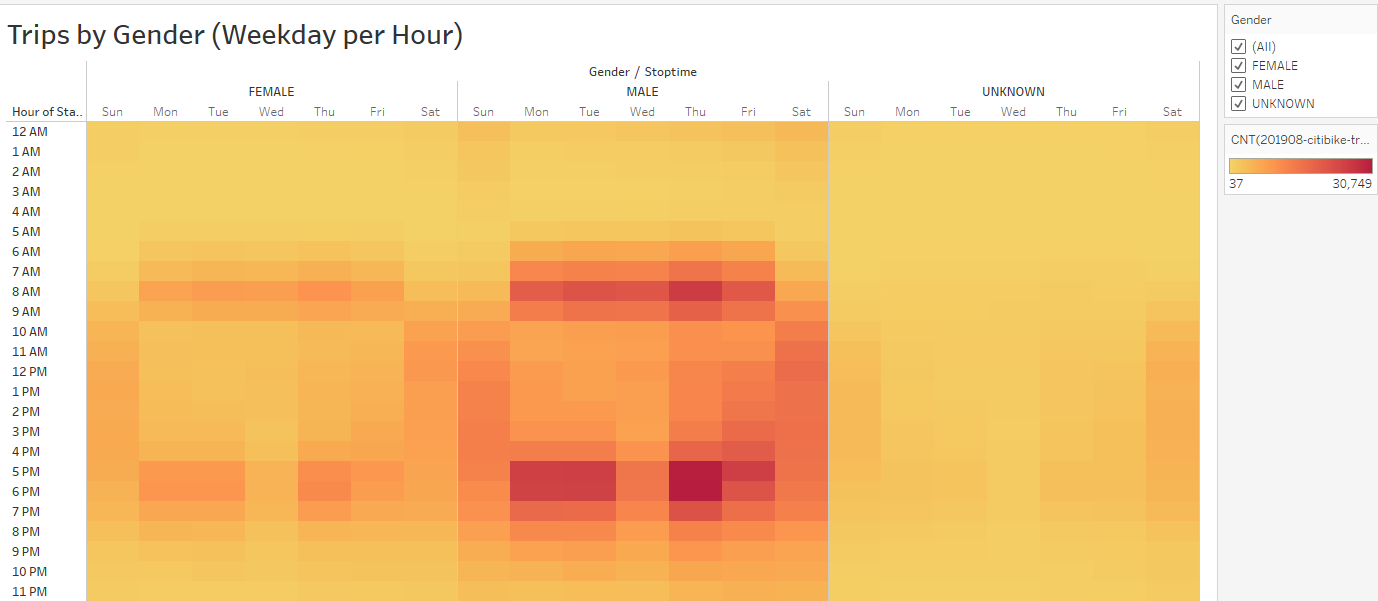 Trips by Gender (Weekday per Hour)
Gender / Stoptime
FEMALE MALE UNKNOWN
Hour of Sta.. Sun Mon Tue Wed Thu Fri Sat Sun Mon Tue Wed Thu Fri Sat Sun Mon Tue Wed Thu Fri Sat
12 AM
1 AM
2 AM
3 AM
4 AM
5 AM
6 AM
7 AM
8 AM
9 AM
10 AM
11 AM
12 PM
1 PM
2 PM
3 PM
4 PM
5 PM
6 PM
7 PM
8 PM
9 PM
10 PM
11 PM
Gender
(All)
FEMALE
MALE
UNKNOWN
CNT(201908-citibike-tr...
37 30,749